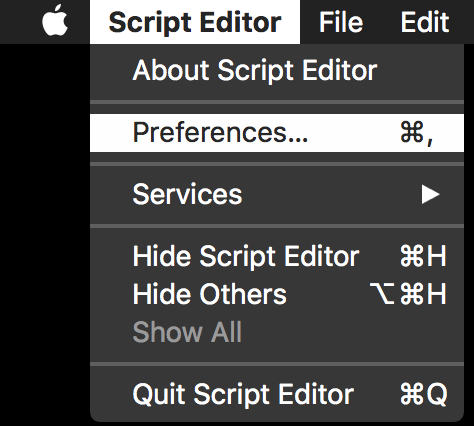 Script Editor File Edit
About Script Editor
Preferences... ⌘,
Services ▶
Hide Script Editor ⌘H
Hide Others ⌥⌘H
Show All
Quit Script Editor ⌘Q